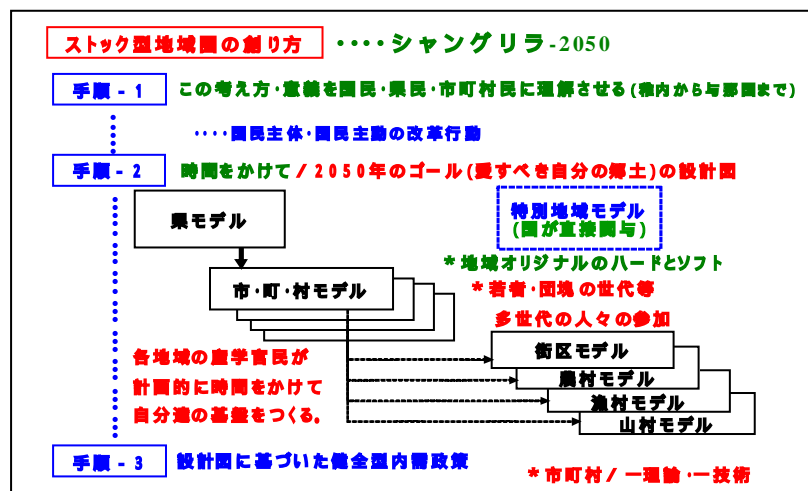 ストック型地域圏の創り方 ････シャングリラ-2050
手順-1 この考え方･意義を国民･県民･市町村民に理解させる(稚内から与那国まで)
････国民主体･国民主動の改革行動
手順-2 時間をかけて/2050年のゴール(愛すべき自分の郷土)の設計図
県モデル
特別地域モデル
(国が直接関与)
*地域オリジナルのハードとソフト
市･町･村モデル
*若者･団塊の世代等
多世代の人々の参加
各地域の産学官民が
計画的に時間をかけて
自分達の基盤をつくる。
街区モデル
農村モデル
漁村モデル
山村モデル
手順-3 設計図に基づいた健全型内需政策
*市町村/一理論･一技術